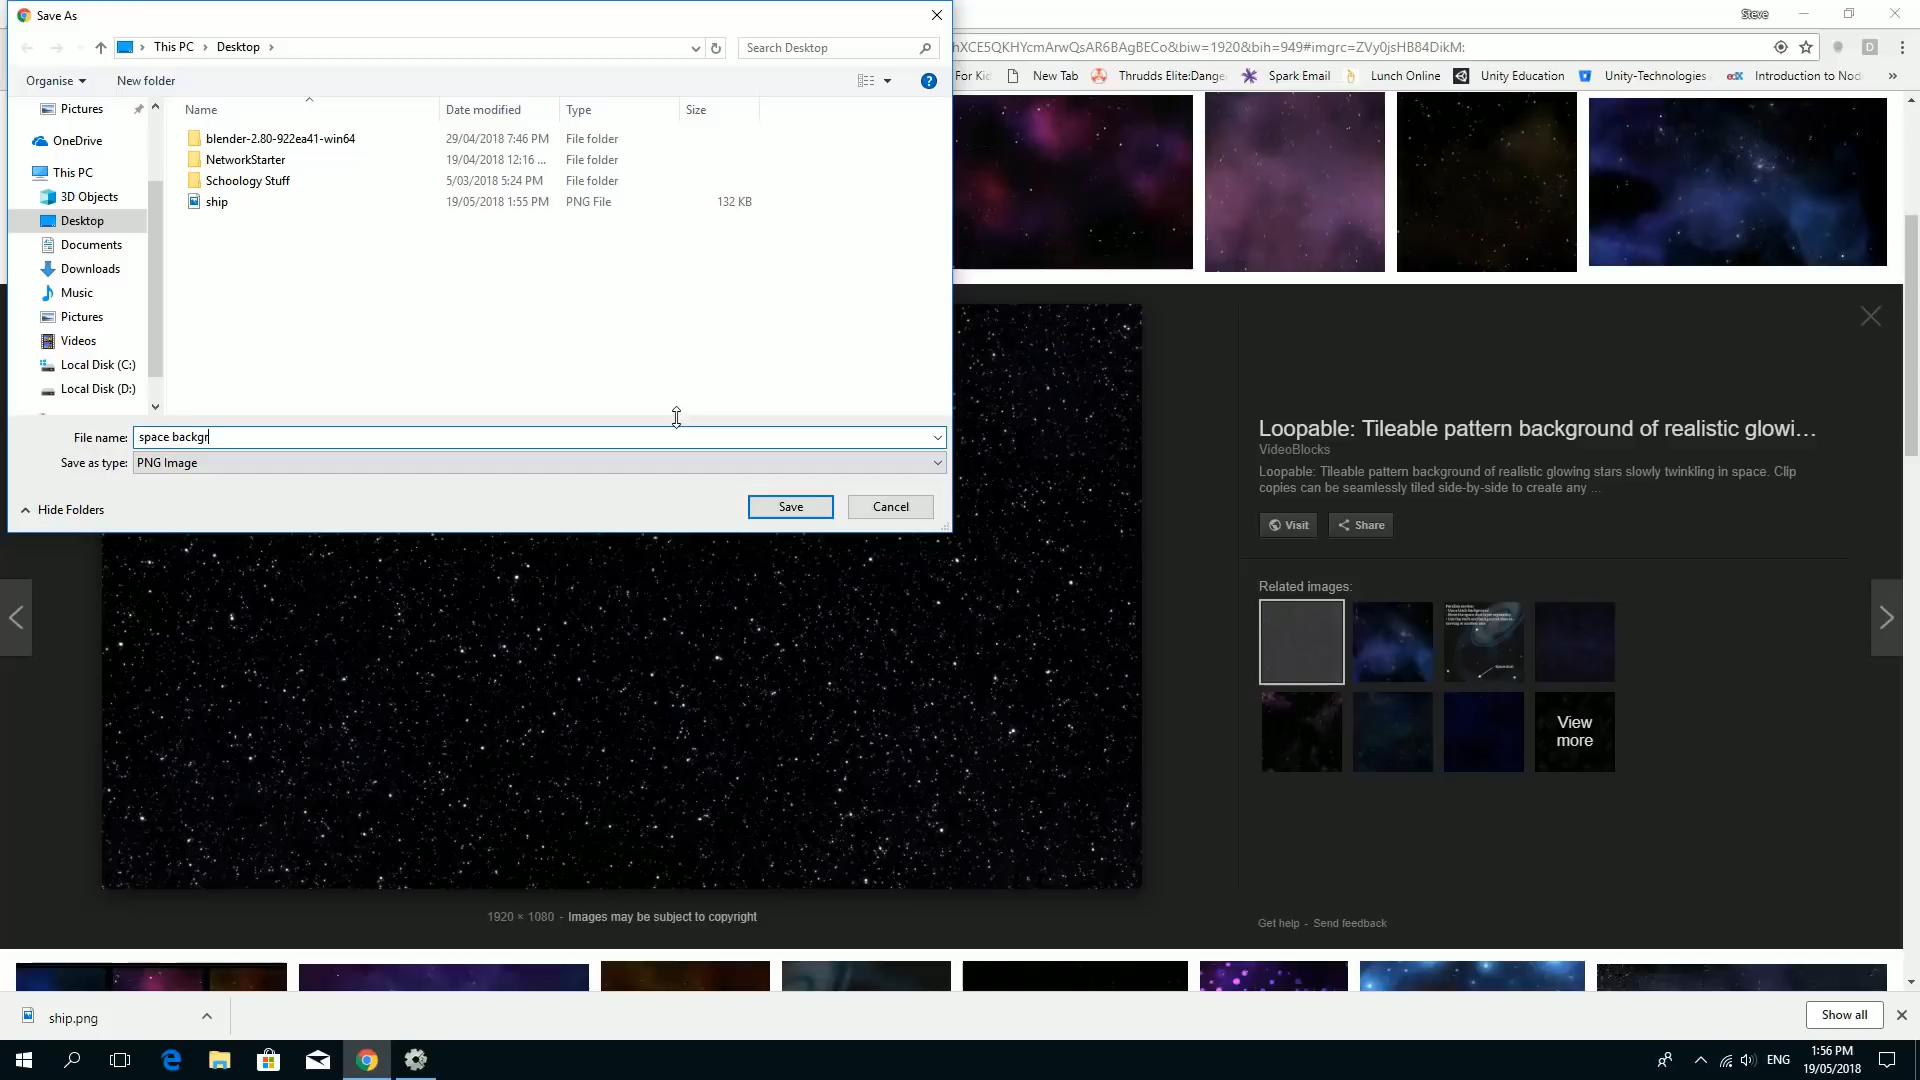 Save As
Steve
This PC
Desktop
Search Desktop
hXCE5QKHYcmArwQsAR6BAgBECo&biw=1920&bih=949#imgrc=ZVy0jsHB84DikM:
Organise
New folder
For Kid
New Tab
Thrudds Elite:Dange
Spark Email
Lunch Online
Unity Education
Unity-Technologies
Introduction to Nod
»
Pictures
OneDrive
This PC
3D Objects
Desktop
Documents
Downloads
Music
Pictures
Videos
Local Disk (C:)
Local Disk (D:)
Name Date modified Type Size
blender-2.80-922ea41-win64 29/04/2018 7:46 PM File folder
NetworkStarter 19/04/2018 12:16 ... File folder
Schoology Stuff 5/03/2018 5:24 PM File folder
ship 19/05/2018 1:55 PM PNG File 132 KB
File name: space backgr
Save as type: PNG Image
Hide Folders
Save
Cancel
Loopable: Tileable pattern background of realistic glowi...
VideoBlocks
Loopable: Tileable pattern background of realistic glowing stars slowly twinkling in space. Clip
copies can be seamlessly tiled side-by-side to create any ...
Visit
Share
Related images:
View
more
1920 × 1080 - Images may be subject to copyright
Get help - Send feedback
ship.png
Show all
ENG
1:56 PM
19/05/2018